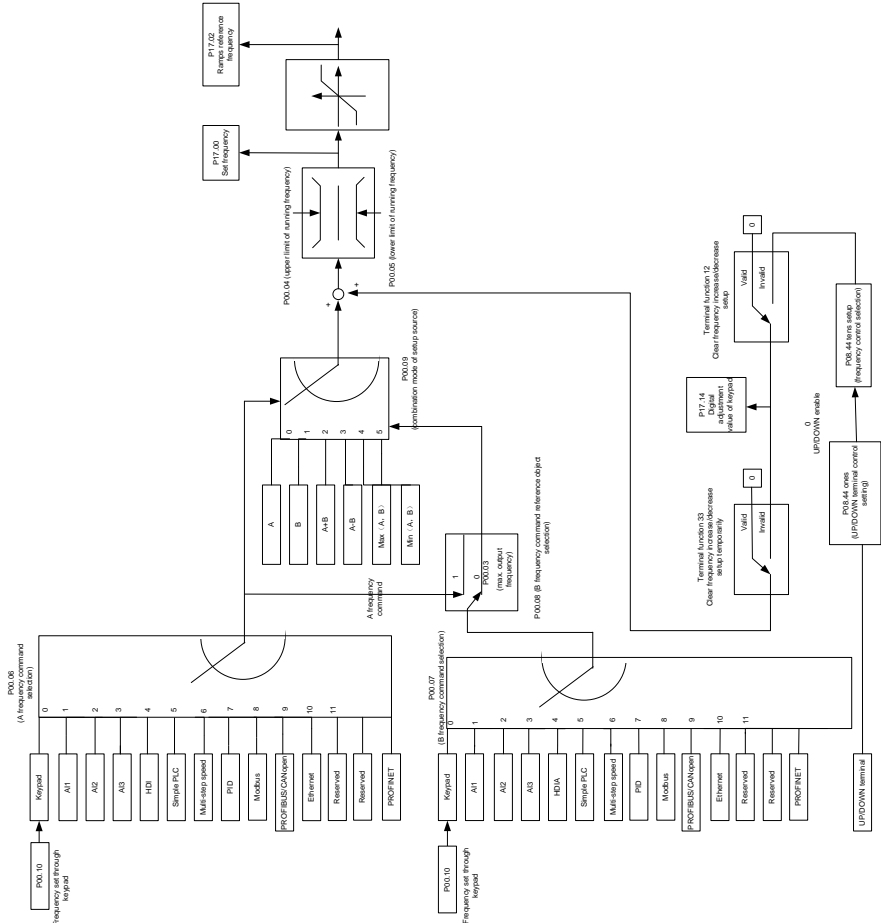 P17.02
Ramps reference
frequency
P17.00
Set frequency
P00.04 (upper limit of running frequency)
P00.05 (lower limit of running frequency)
+
+
P00.09
(combination mode of setup source)
0
1
2
3
4
5
A
B
A+B
A-B
Max (A, B)
Min (A, B)
A frequency
command
1
0
P00.03
(max. output
frequency)
P00.08 (B frequency command reference object
selection)
P00.06
(A frequency command
selection)
0
1
2
3
4
5
6
7
8
9
10
11
Keypad
AI1
AI2
AI3
HDI
Simple PLC
Multi-step speed
PID
Modbus
PROFIBUS/CANopen
Ethernet
Reserved
Reserved
PROFINET
P00.10
Frequency set through
keypad
P00.07
(B frequency command selection)
0
1
2
3
4
5
6
7
8
9
10
11
Keypad
AI1
AI2
AI3
HDIA
Simple PLC
Multi-step speed
PID
Modbus
PROFIBUS/CANopen
Ethernet
Reserved
Reserved
PROFINET
P00.10
Frequency set through
keypad
Terminal function 12
Clear frequency increase/decrease
setup
Valid
Invalid
0
P17.14
Digital
adjustment
value of keypad
Terminal function 33
Clear frequency increase/decrease
setup temporarily
Valid
Invalid
0
P08.44 tens setup
(frequency control selection)
0
UP/DOWN enable
P08.44 ones
(UP/DOWN terminal control
setting)
UP/DOWN terminal